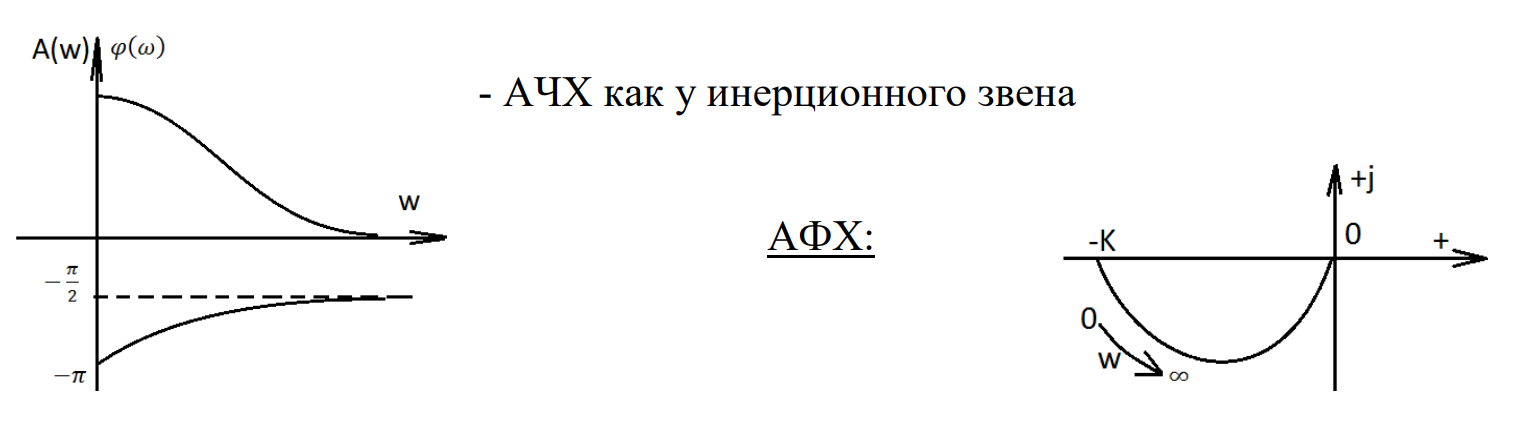 A(w) φ(ω)
- АЧХ как у инерционного звена
w
-π/2
-π
АФХ:
+j
0
+
-K
0
w
∞